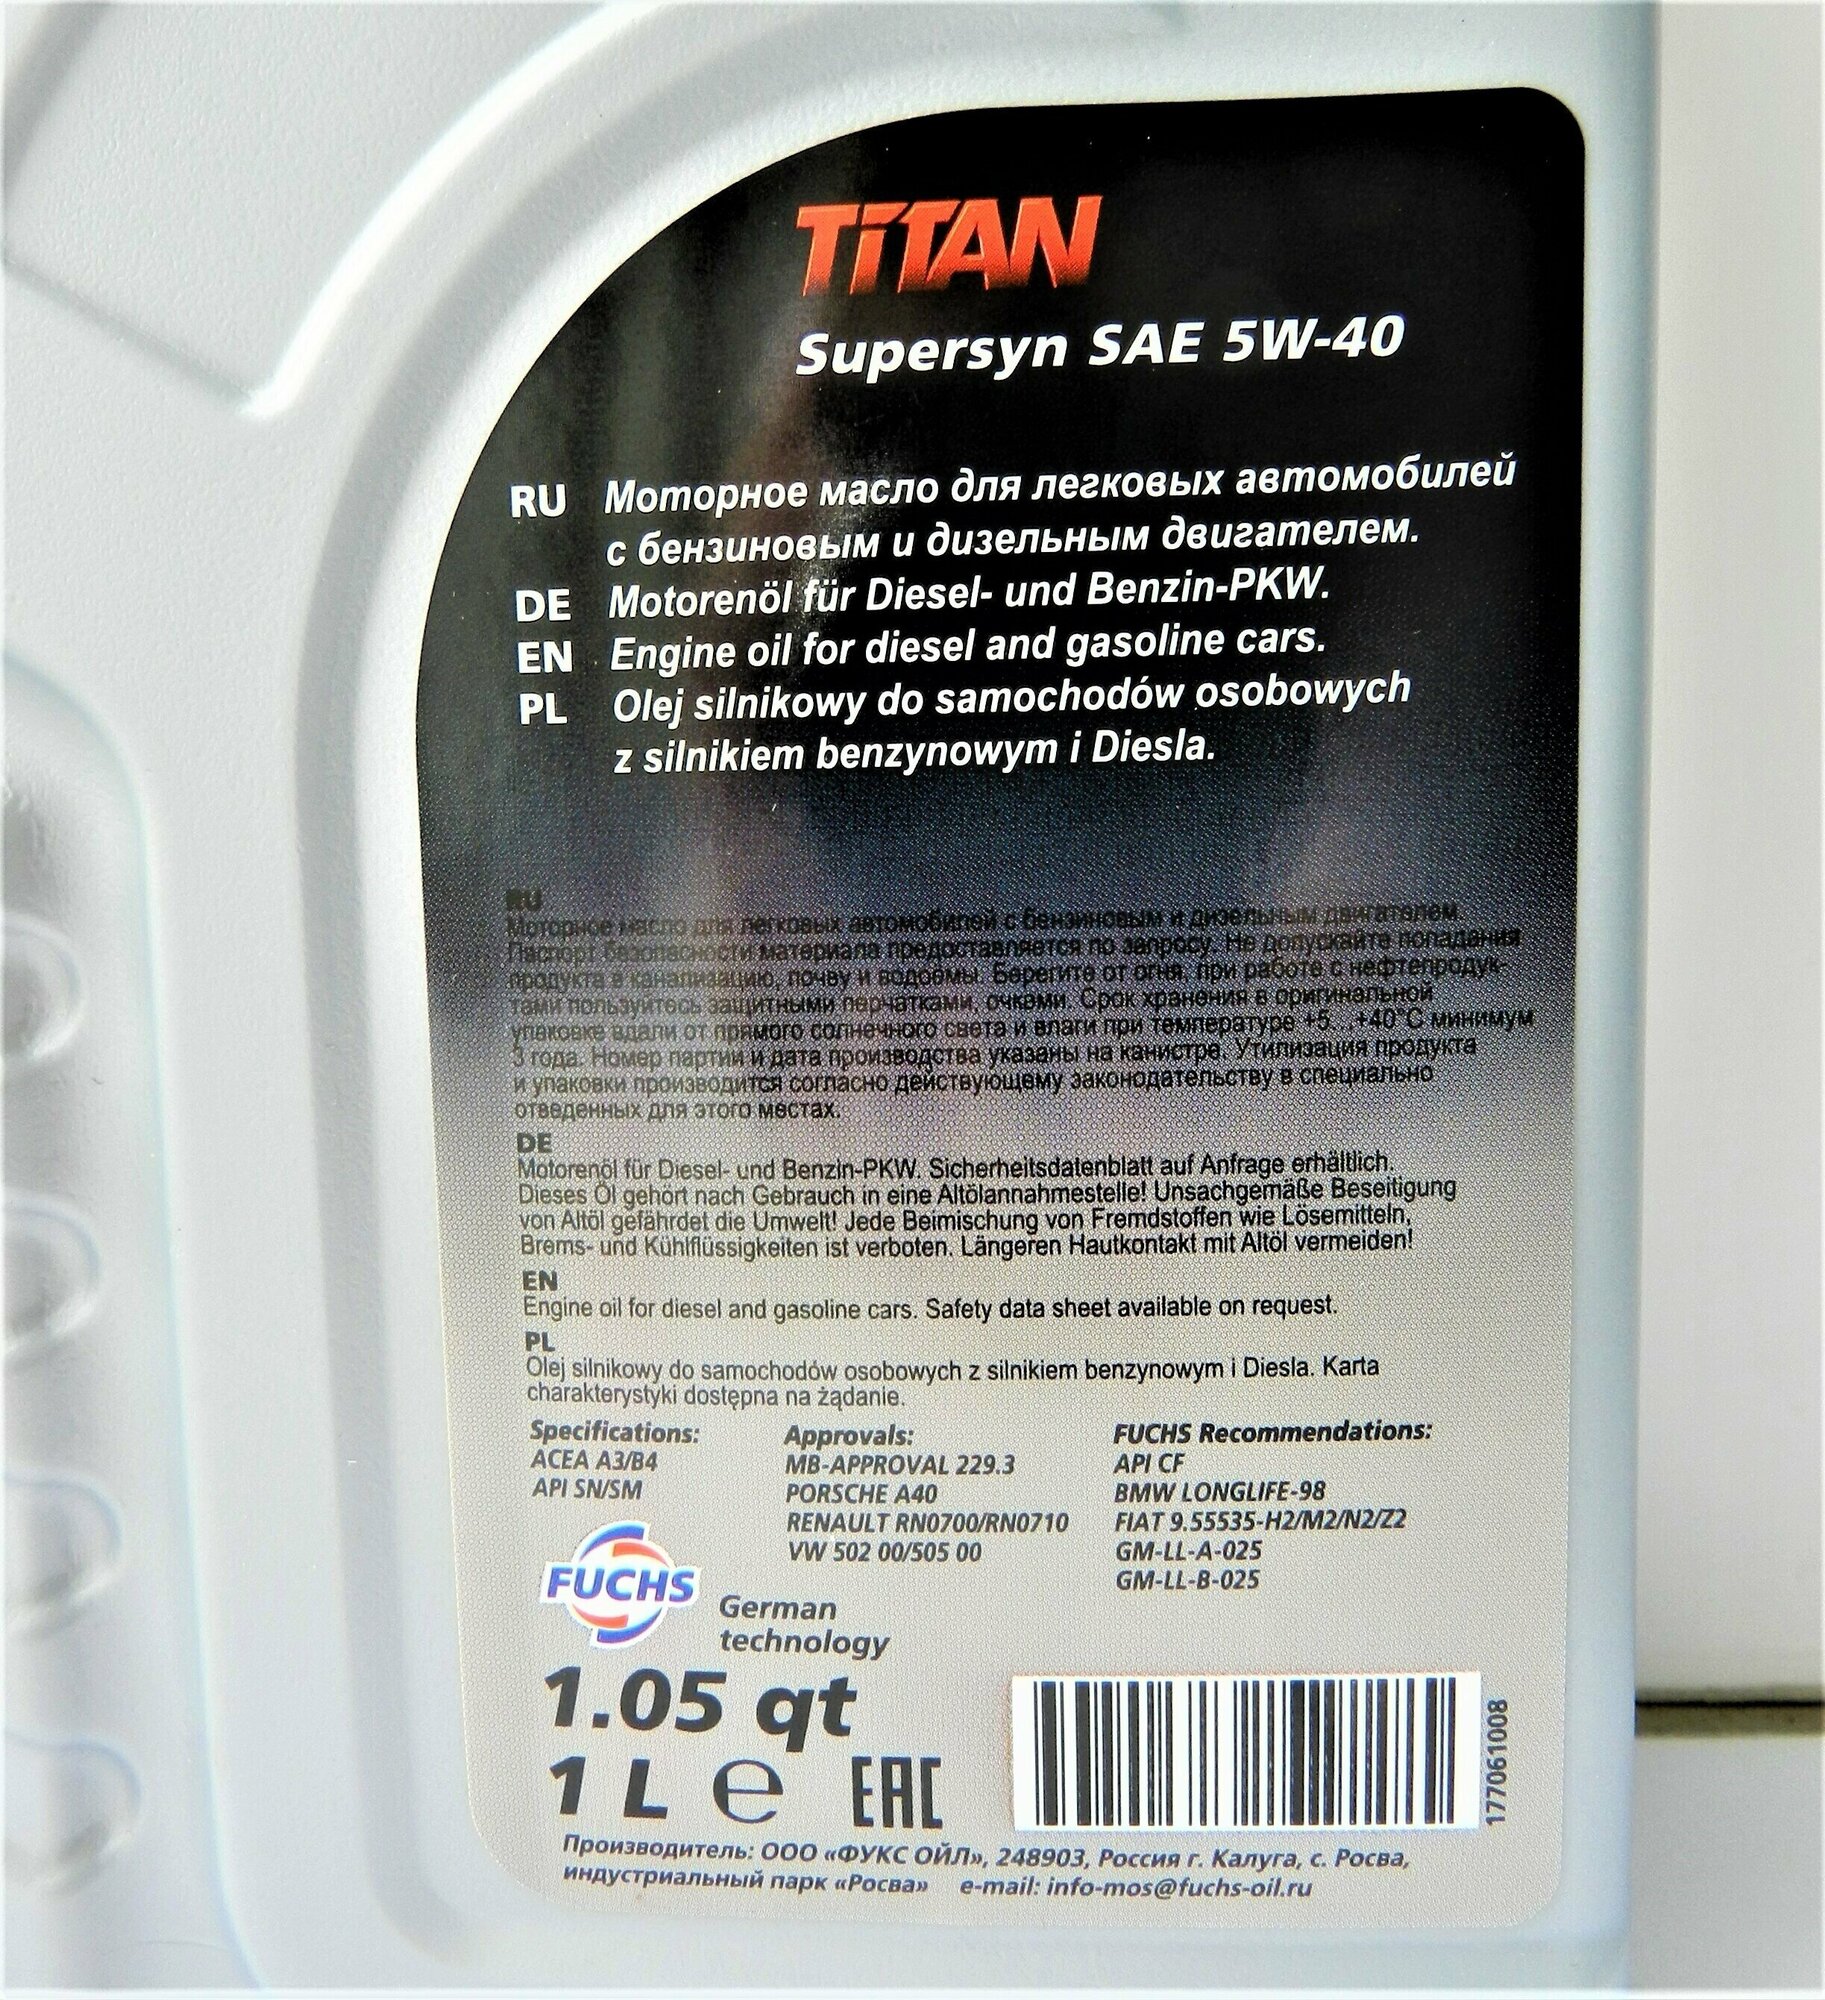 TiTAN
Supersyn SAE 5W-40
RU Моторное масло для легковых автомобилей
с бензиновым и дизельным двигателем.
DE Motorenöl für Diesel- und Benzin-PKW.
EN Engine oil for diesel and gasoline cars.
PL Olej silnikowy do samochodów osobowych
z silnikiem benzynowym i Diesla.
RU
Моторное масло для легковых автомобилей с бензиновым и дизельным двигателем.
Паспорт безопасности материала предоставляется по запросу. Не допускайте попадания
продукта в канализацию, почву и водоёмы. Берегите от огня, при работе с нефтепродук-
тами пользуйтесь защитными перчатками, очками. Срок хранения в оригинальной
упаковке вдали от прямого солнечного света и влаги при температуре +5...+40°C минимум
3 года. Номер партии и дата производства указаны на канистре. Утилизация продукта
и упаковки производится согласно действующему законодательству в специально
отведенных для этого местах.
DE
Motorenöl für Diesel- und Benzin-PKW. Sicherheitsdatenblatt auf Anfrage erhältlich.
Dieses Öl gehört nach Gebrauch in eine Altölannahmestelle! Unsachgemäße Beseitigung
von Altöl gefährdet die Umwelt! Jede Beimischung von Fremdstoffen wie Lösemitteln,
Brems- und Kühlflüssigkeiten ist verboten. Längeren Hautkontakt mit Altöl vermeiden!
EN
Engine oil for diesel and gasoline cars. Safety data sheet available on request.
PL
Olej silnikowy do samochodów osobowych z silnikiem benzynowym i Diesla. Karta
charakterystyki dostępna na żądanie.
Specifications:
ACEA A3/B4
API SN/SM
Approvals:
MB-APPROVAL 229.3
PORSCHE A40
RENAULT RN0700/RN0710
VW 502 00/505 00
FUCHS Recommendations:
API CF
BMW LONGLIFE-98
FIAT 9.55535-H2/M2/N2/Z2
GM-LL-A-025
GM-LL-B-025
FUCHS
German
technology
1.05 qt
1 L e EAC
177061008
Производитель: ООО «ФУКС ОЙЛ», 248903, Россия г. Калуга, с. Росва,
индустриальный парк «Росва» e-mail: info-mos@fuchs-oil.ru